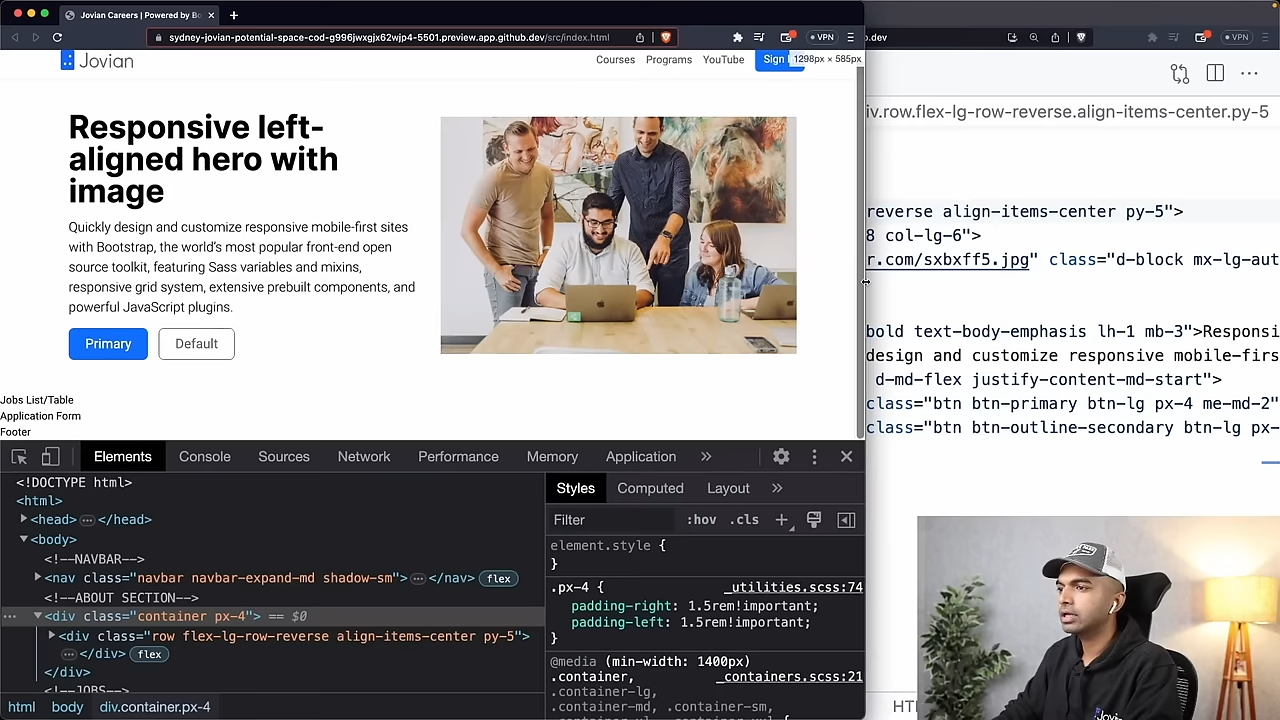 Jovian Careers | Powered by Bo
sydney-jovian-potential-space-cod-g996jwxgjx62wjp4-5501.preview.app.github.dev/src/index.html
VPN
.dev
VPN
Jovian
Courses
Programs
YouTube
Sign
1298px × 585px
Responsive left-
aligned hero with
image
Quickly design and customize responsive mobile-first sites
with Bootstrap, the world’s most popular front-end open
source toolkit, featuring Sass variables and mixins,
responsive grid system, extensive prebuilt components, and
powerful JavaScript plugins.
Primary
Default
Jobs List/Table
Application Form
Footer
iv.row.flex-lg-row-reverse.align-items-center.py-5
reverse align-items-center py-5">
8 col-lg-6">
r.com/sxbxff5.jpg" class="d-block mx-lg-aut
bold text-body-emphasis lh-1 mb-3">Responsi
design and customize responsive mobile-firs
d-md-flex justify-content-md-start">
class="btn btn-primary btn-lg px-4 me-md-2"
class="btn btn-outline-secondary btn-lg px-
Elements
Console
Sources
Network
Performance
Memory
Application
»
<!DOCTYPE html>
<html>
<head> ⋯ </head>
<body>
<!--NAVBAR-->
<nav class="navbar navbar-expand-md shadow-sm"> ⋯ </nav> flex
<!--ABOUT SECTION-->
<div class="container px-4"> == $0
<div class="row flex-lg-row-reverse align-items-center py-5">
⋯ </div> flex
</div>
<!--JOBS-->
html
body
div.container.px-4
Styles
Computed
Layout
»
Filter
:hov
.cls
element.style {
}
.px-4 {
_utilities.scss:74
padding-right: 1.5rem!important;
padding-left: 1.5rem!important;
}
@media (min-width: 1400px)
.container,
_containers.scss:21
.container-lg,
.container-md, .container-sm,
HT